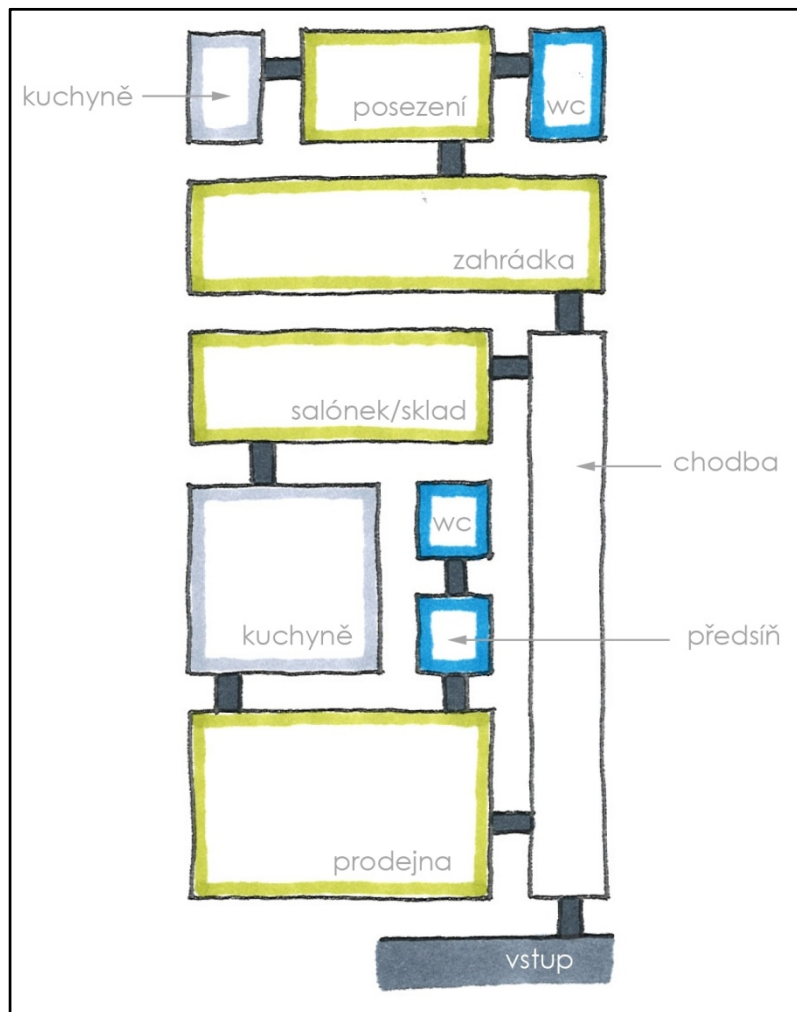 kuchyně
posezení
wc
zahrádka
salónek/sklad
chodba
wc
kuchyně
předsíň
prodejna
vstup